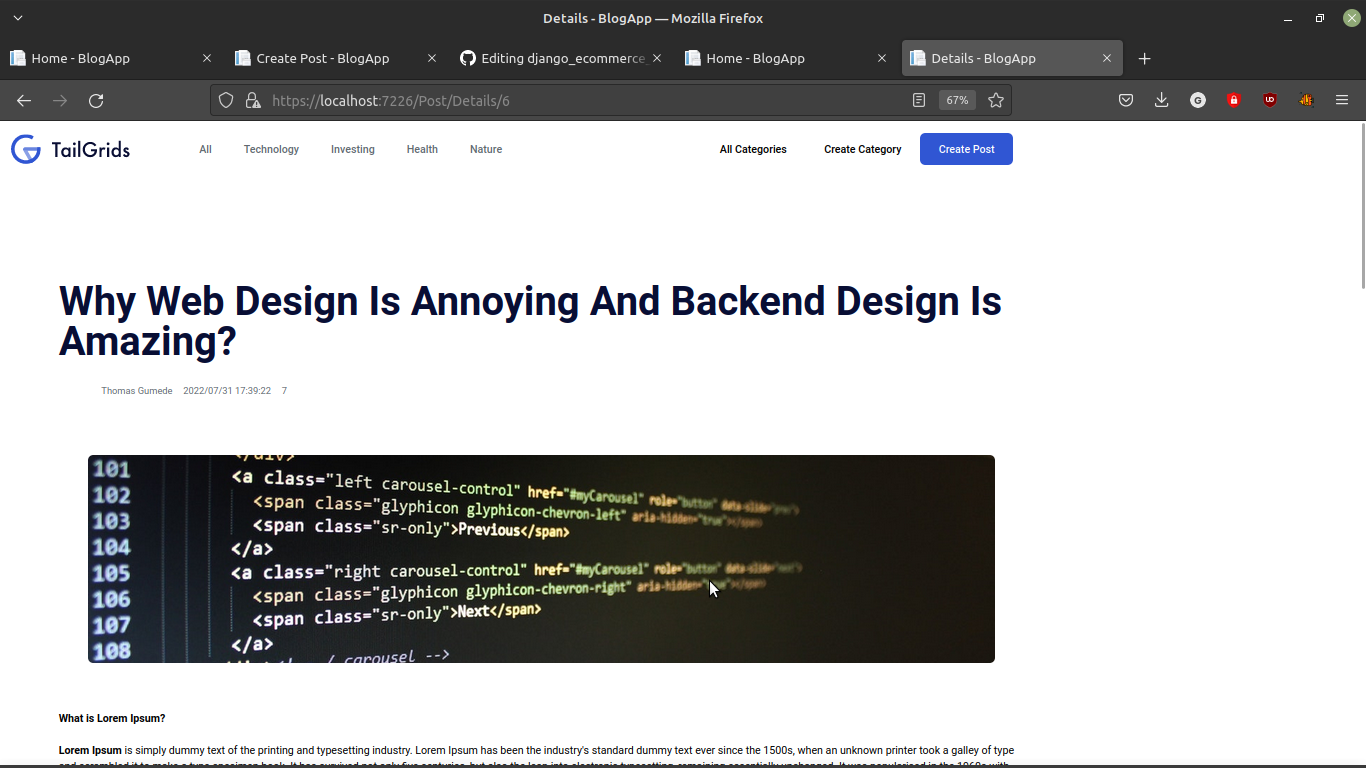 Details - BlogApp — Mozilla Firefox
Home - BlogApp
Create Post - BlogApp
Editing django_ecommerce_
Home - BlogApp
Details - BlogApp
https://localhost:7226/Post/Details/6
67%
G
UD
TailGrids
All
Technology
Investing
Health
Nature
All Categories
Create Category
Create Post
Why Web Design Is Annoying And Backend Design Is
Amazing?
Thomas Gumede 2022/07/31 17:39:22 7
</div>
101 <a class="left carousel-control" href="#myCarousel" role="button" data-slide="prev">
102 <span class="glyphicon glyphicon-chevron-left" aria-hidden="true"></span>
103 <span class="sr-only">Previous</span>
104 </a>
105 <a class="right carousel-control" href="#myCarousel" role="button" data-slide="next">
106 <span class="glyphicon glyphicon-chevron-right" aria-hidden="true"></span>
107 <span class="sr-only">Next</span>
108 </a>
/ carousel -->
What is Lorem Ipsum?
Lorem Ipsum is simply dummy text of the printing and typesetting industry. Lorem Ipsum has been the industry's standard dummy text ever since the 1500s, when an unknown printer took a galley of type